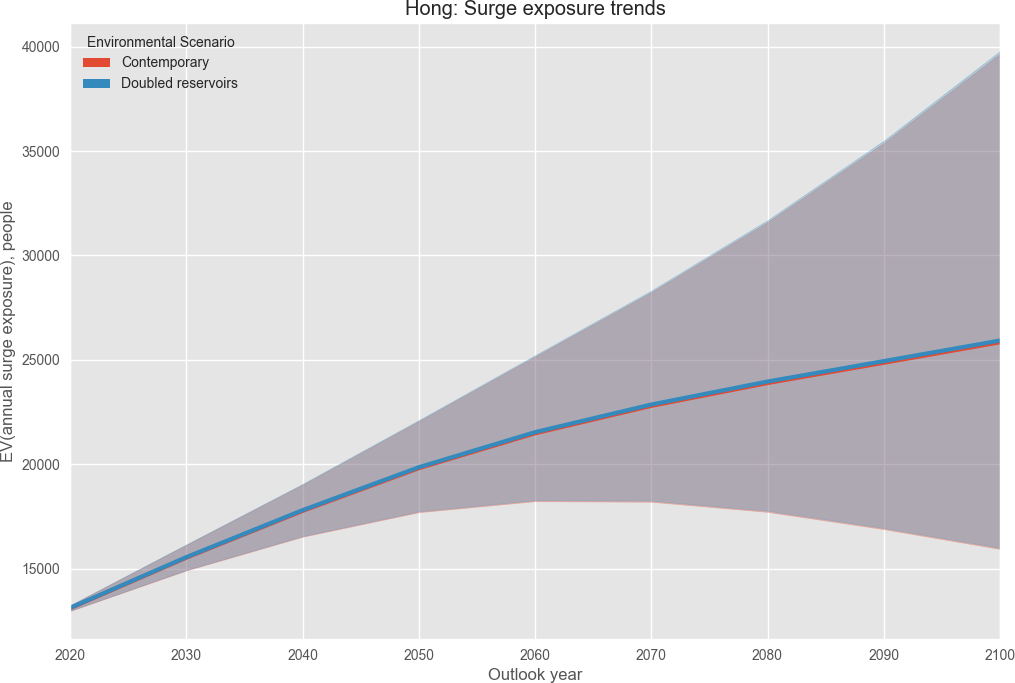 Hong: Surge exposure trends
Environmental Scenario
Contemporary
Doubled reservoirs
40000
35000
30000
25000
20000
15000
EV(annual surge exposure), people
2020 2030 2040 2050 2060 2070 2080 2090 2100
Outlook year